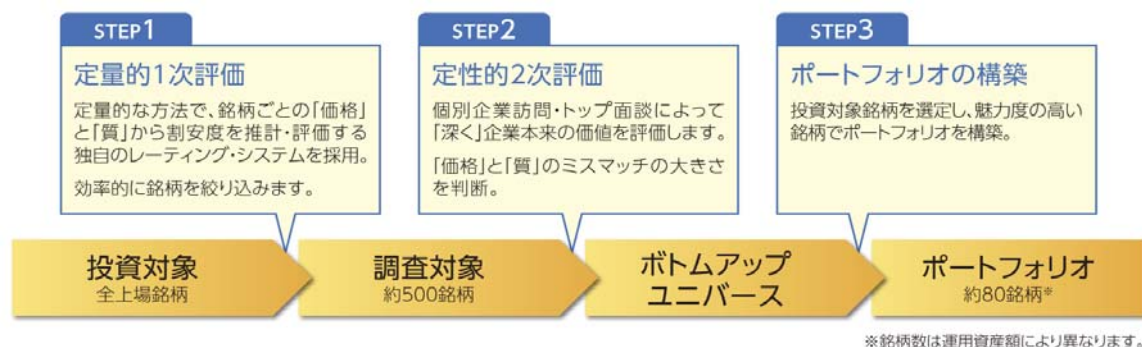 STEP1
定量的1次評価
定量的な方法で、銘柄ごとの「価格」
と「質」から割安度を推計・評価する
独自のレーティング・システムを採用。
効率的に銘柄を絞り込みます。
STEP2
定性的2次評価
個別企業訪問・トップ面談によって
「深く」企業本来の価値を評価します。
「価格」と「質」のミスマッチの大きさ
を判断。
STEP3
ポートフォリオの構築
投資対象銘柄を選定し、魅力度の高い
銘柄でポートフォリオを構築。
投資対象
全上場銘柄
調査対象
約500銘柄
ボトムアップ
ユニバース
ポートフォリオ
約80銘柄※
※銘柄数は運用資産額により異なります。